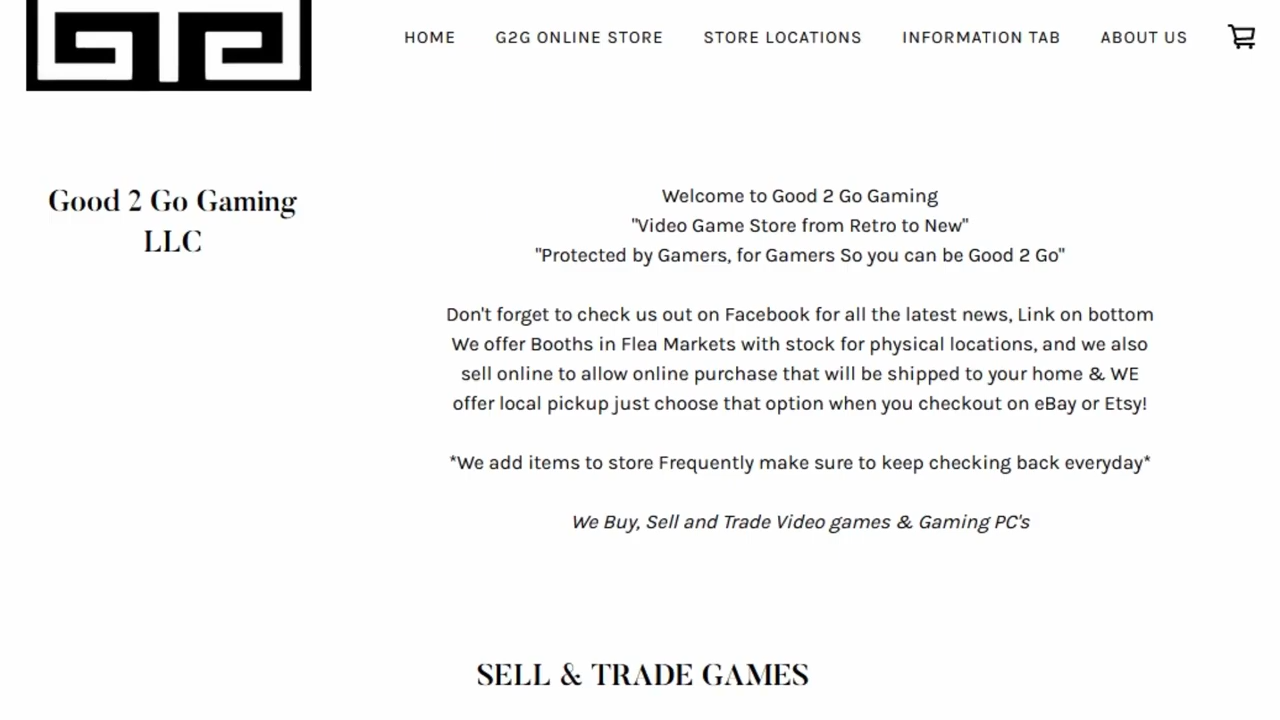 HOME G2G ONLINE STORE STORE LOCATIONS INFORMATION TAB ABOUT US
Good 2 Go Gaming
LLC
Welcome to Good 2 Go Gaming
"Video Game Store from Retro to New"
"Protected by Gamers, for Gamers So you can be Good 2 Go"
Don't forget to check us out on Facebook for all the latest news, Link on bottom
We offer Booths in Flea Markets with stock for physical locations, and we also
sell online to allow online purchase that will be shipped to your home & WE
offer local pickup just choose that option when you checkout on eBay or Etsy!
*We add items to store Frequently make sure to keep checking back everyday*
We Buy, Sell and Trade Video games & Gaming PC's
SELL & TRADE GAMES